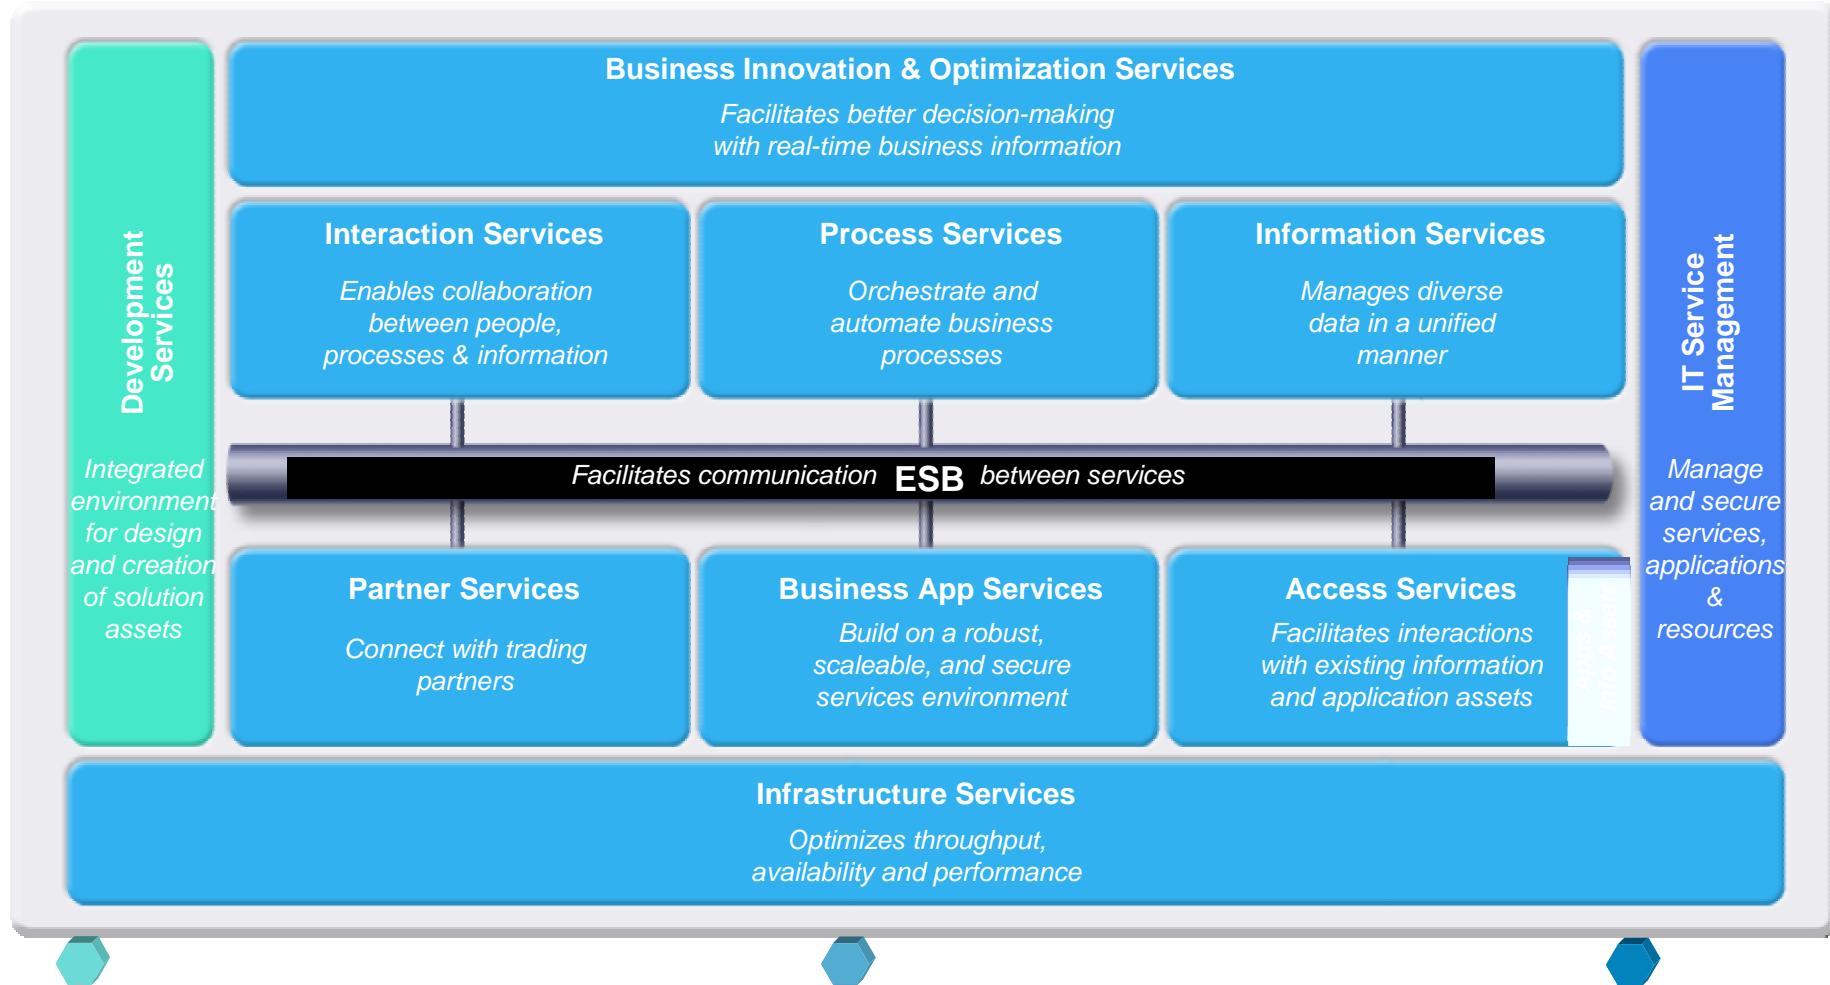 Business Innovation & Optimization Services
Facilitates better decision-making
with real-time business information
Development
Services
Integrated
environment
for design
and creation
of solution
assets
Interaction Services
Enables collaboration
between people,
processes & information
Process Services
Orchestrate and
automate business
processes
Information Services
Manages diverse
data in a unified
manner
IT Service
Management
Manage
and secure
services,
applications
&
resources
Facilitates communication ESB between services
Partner Services
Connect with trading
partners
Business App Services
Build on a robust,
scaleable, and secure
services environment
Access Services
Facilitates interactions
with existing information
and application assets
Apps &
Info Assets
Infrastructure Services
Optimizes throughput,
availability and performance